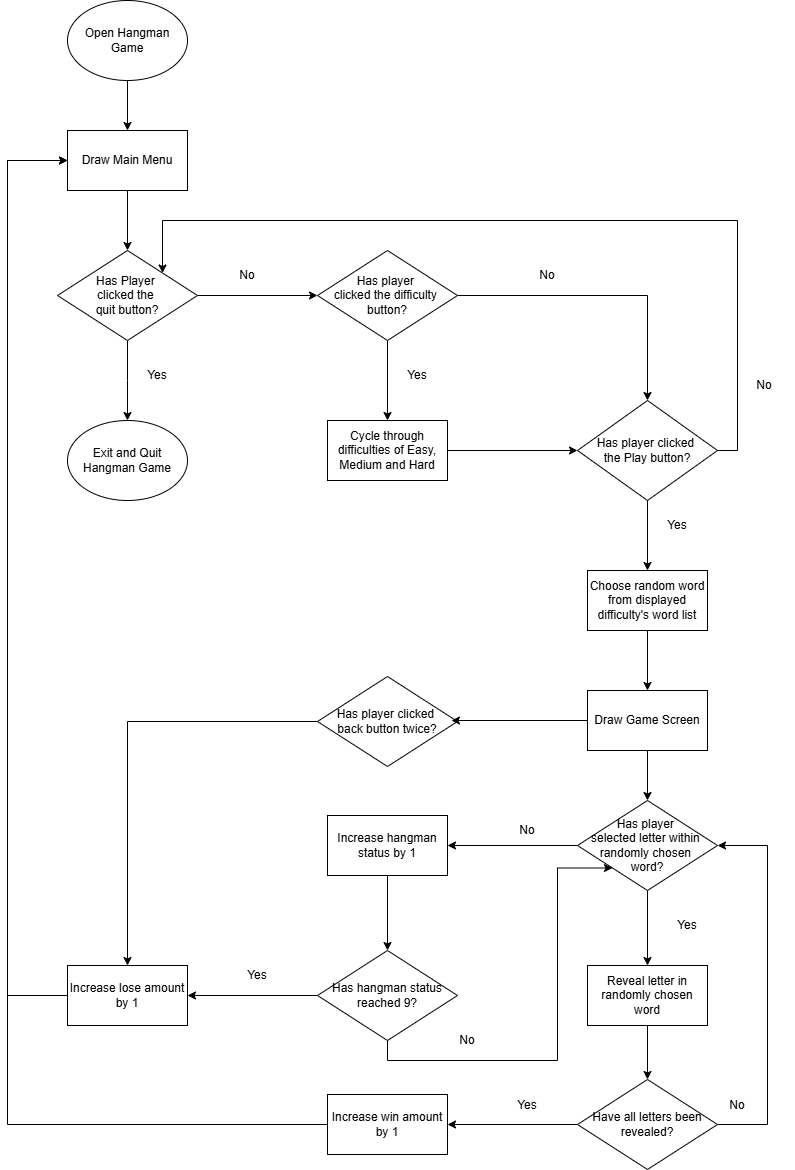 Open Hangman
Game
Draw Main Menu
Has Player
clicked the
quit button?
No
Has player
clicked the difficulty
button?
No
Yes
Yes
No
Exit and Quit
Hangman Game
Cycle through
difficulties of Easy,
Medium and Hard
Has player clicked
the Play button?
Yes
Choose random word
from displayed
difficulty's word list
Has player clicked
back button twice?
Draw Game Screen
Increase hangman
status by 1
No
Has player
selected letter within
randomly chosen
word?
Yes
Increase lose amount
by 1
Yes
Has hangman status
reached 9?
Reveal letter in
randomly chosen
word
No
Increase win amount
by 1
Yes
Have all letters been
revealed?
No